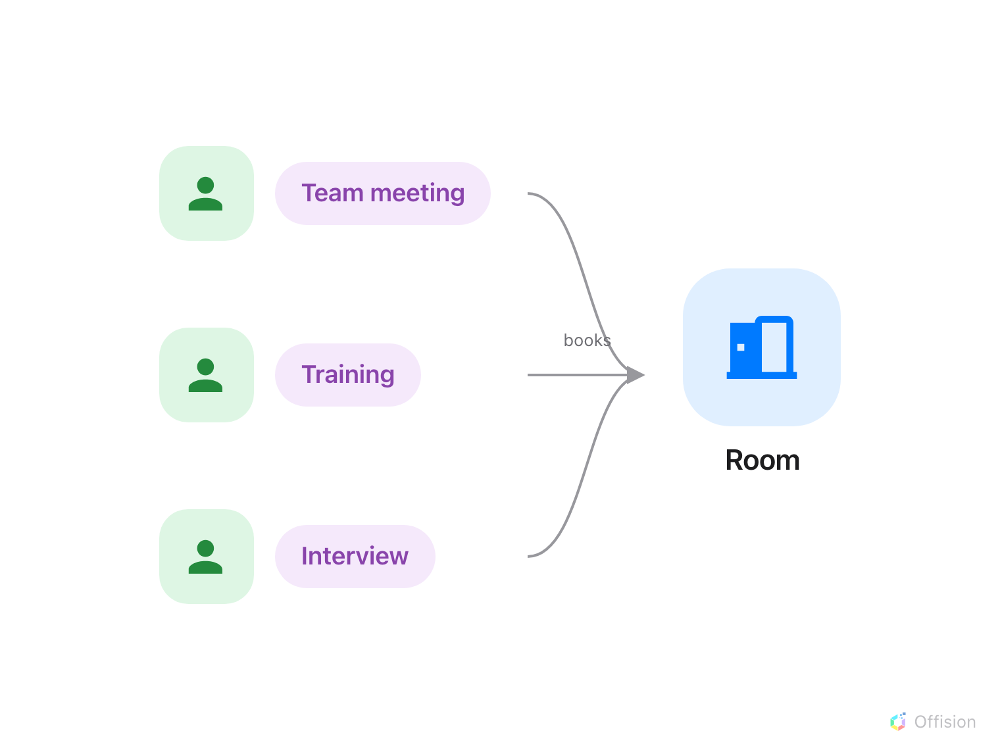 Team meeting
books
Training
Room
Interview
Offision